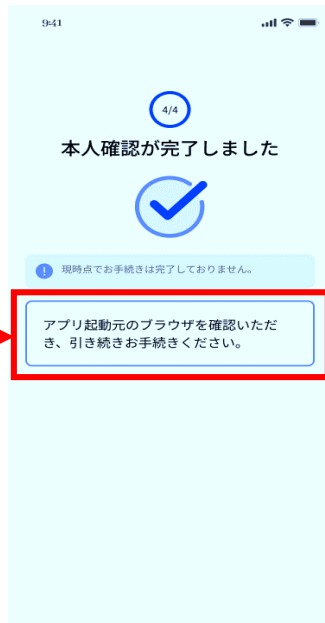 9:41
4/4
本人確認が完了しました
現時点でお手続きは完了しておりません。
アプリ起動元のブラウザを確認いただ
き、引き続きお手続きください。